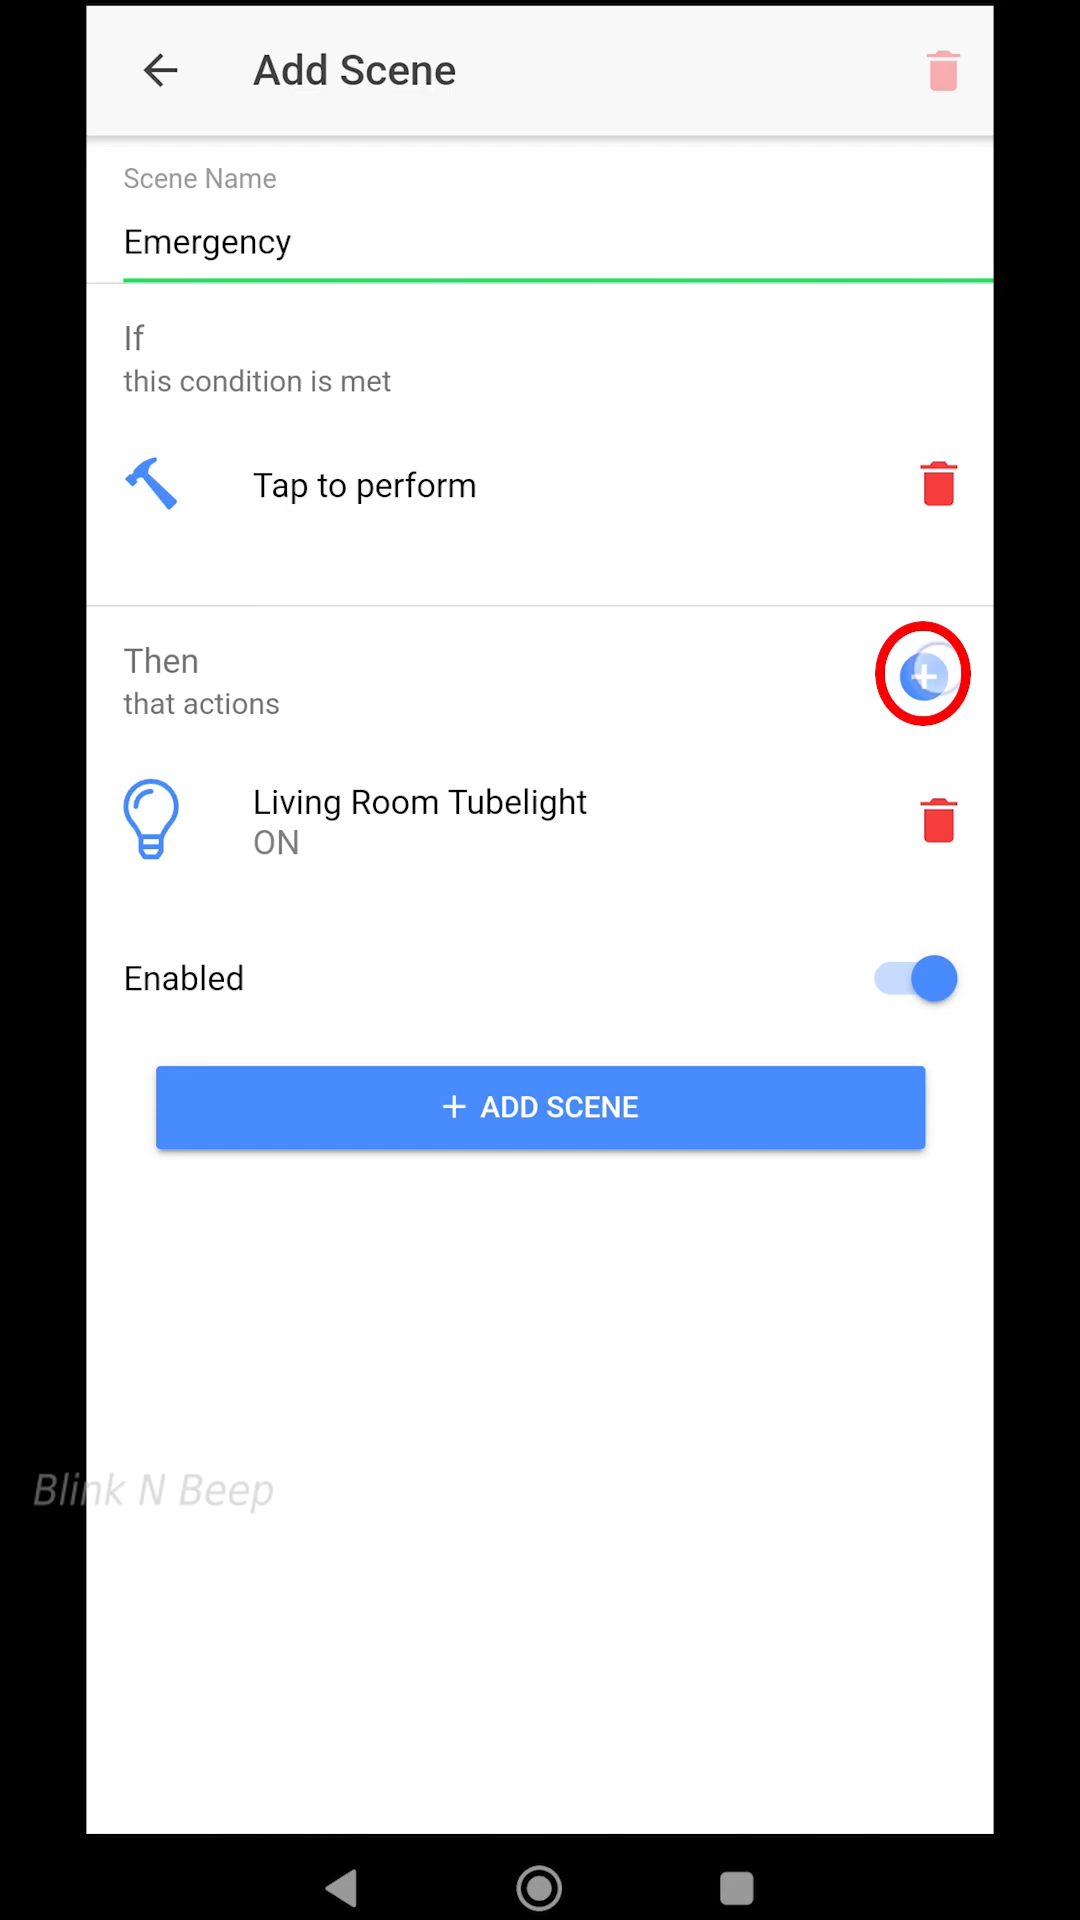 Add Scene
Scene Name
Emergency
If
this condition is met
Tap to perform
Then
that actions
Living Room Tubelight
ON
Enabled
+ ADD SCENE
Blink N Beep